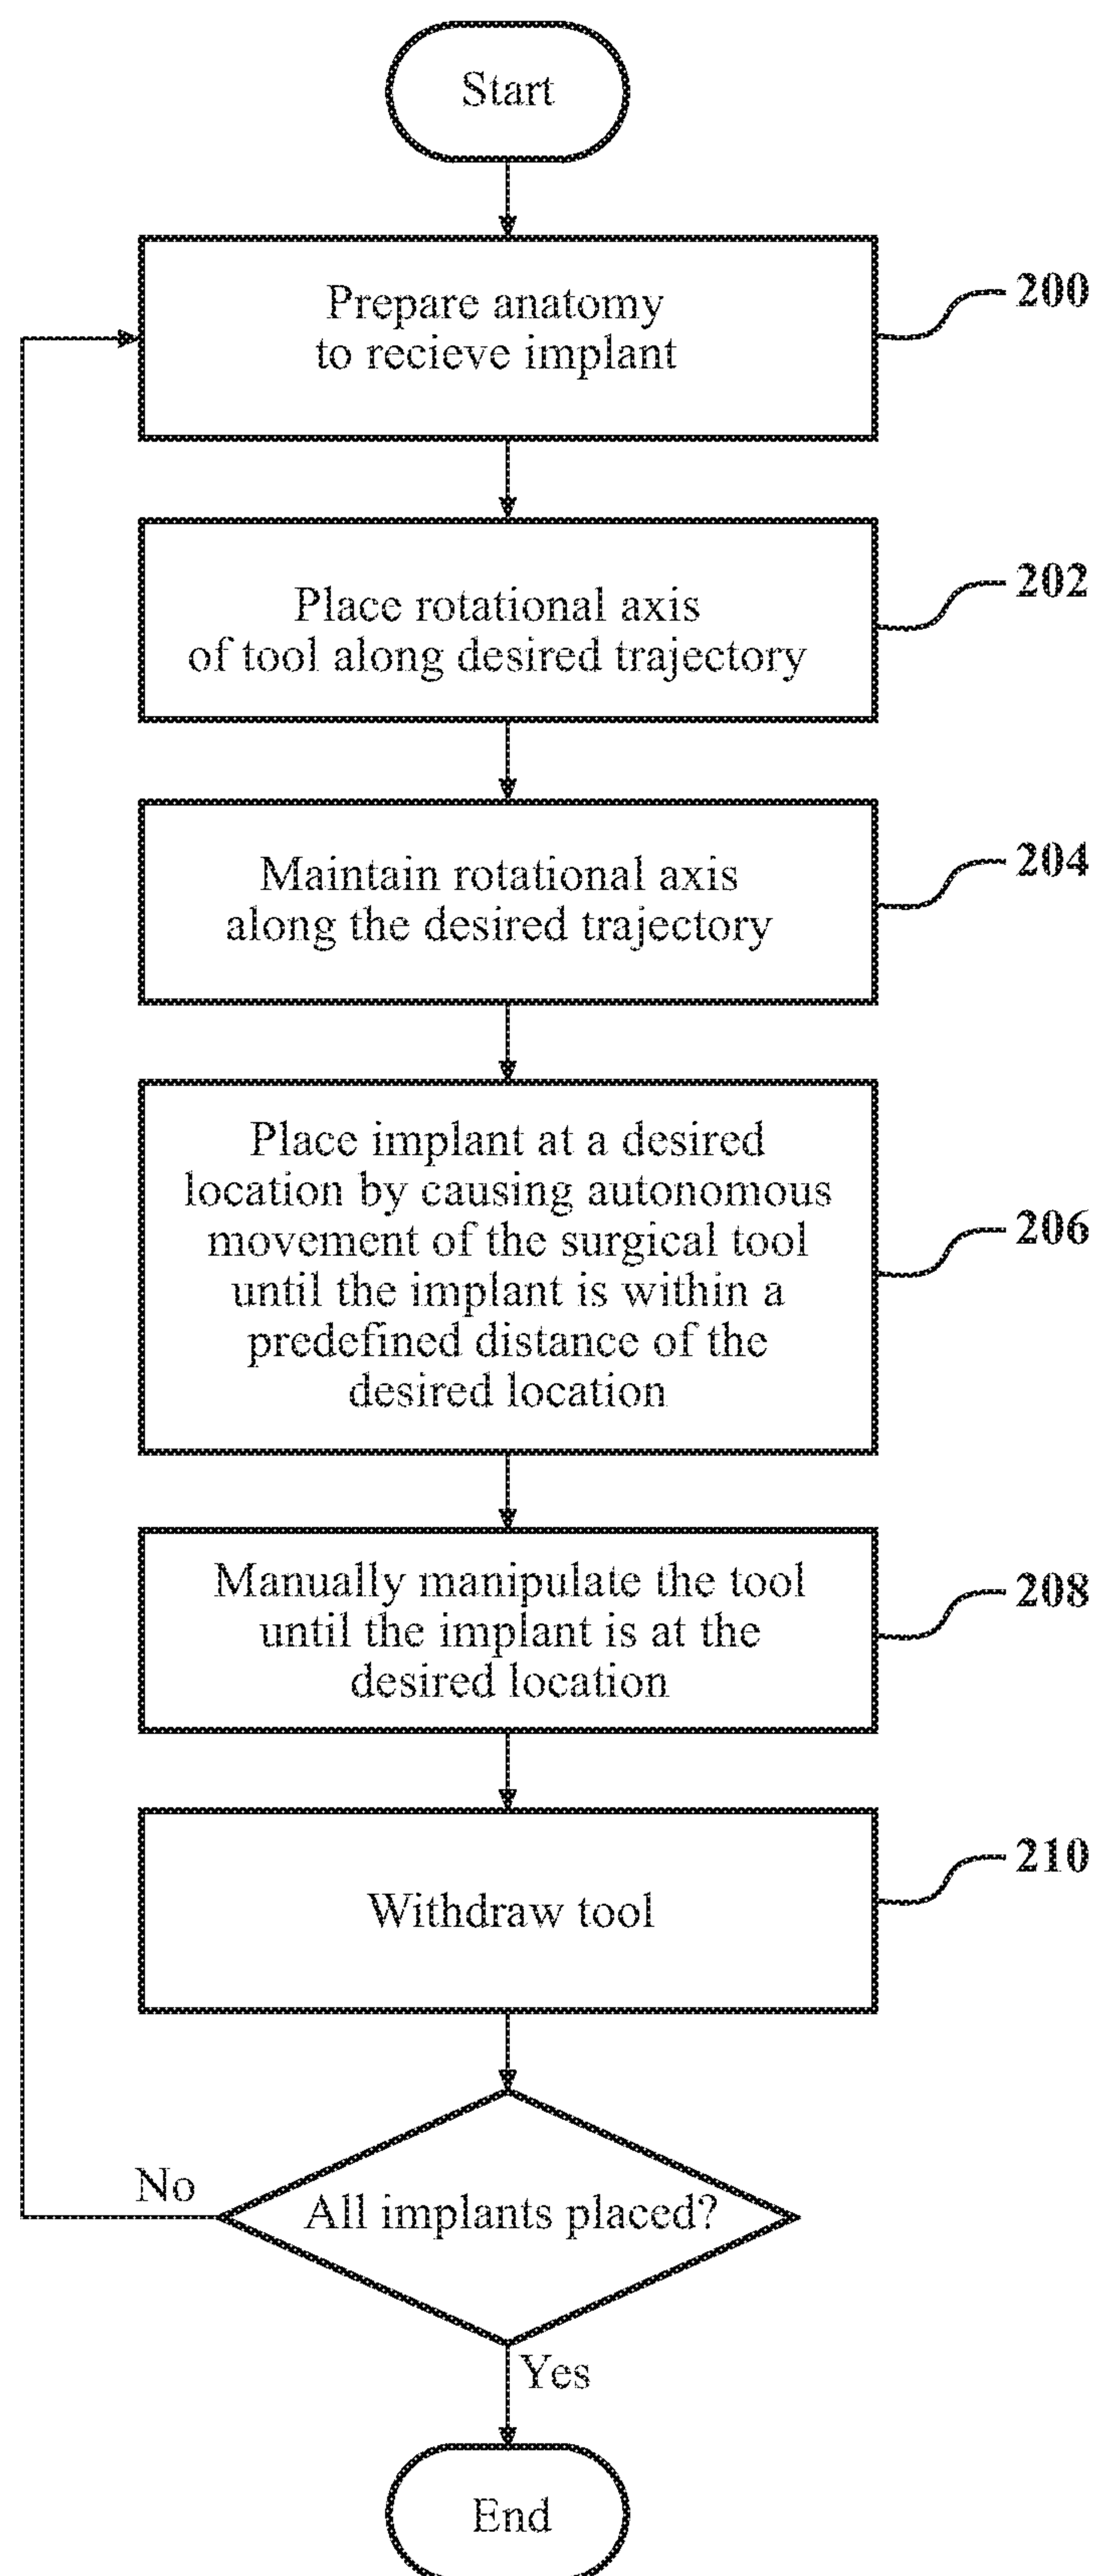 Start
Prepare anatomy
to recieve implant
200
Place rotational axis
of tool along desired trajectory
202
Maintain rotational axis
along the desired trajectory
204
Place implant at a desired
location by causing autonomous
movement of the surgical tool
until the implant is within a
predefined distance of the
desired location
206
Manually manipulate the tool
until the implant is at the
desired location
208
Withdraw tool
210
No
All implants placed?
Yes
End